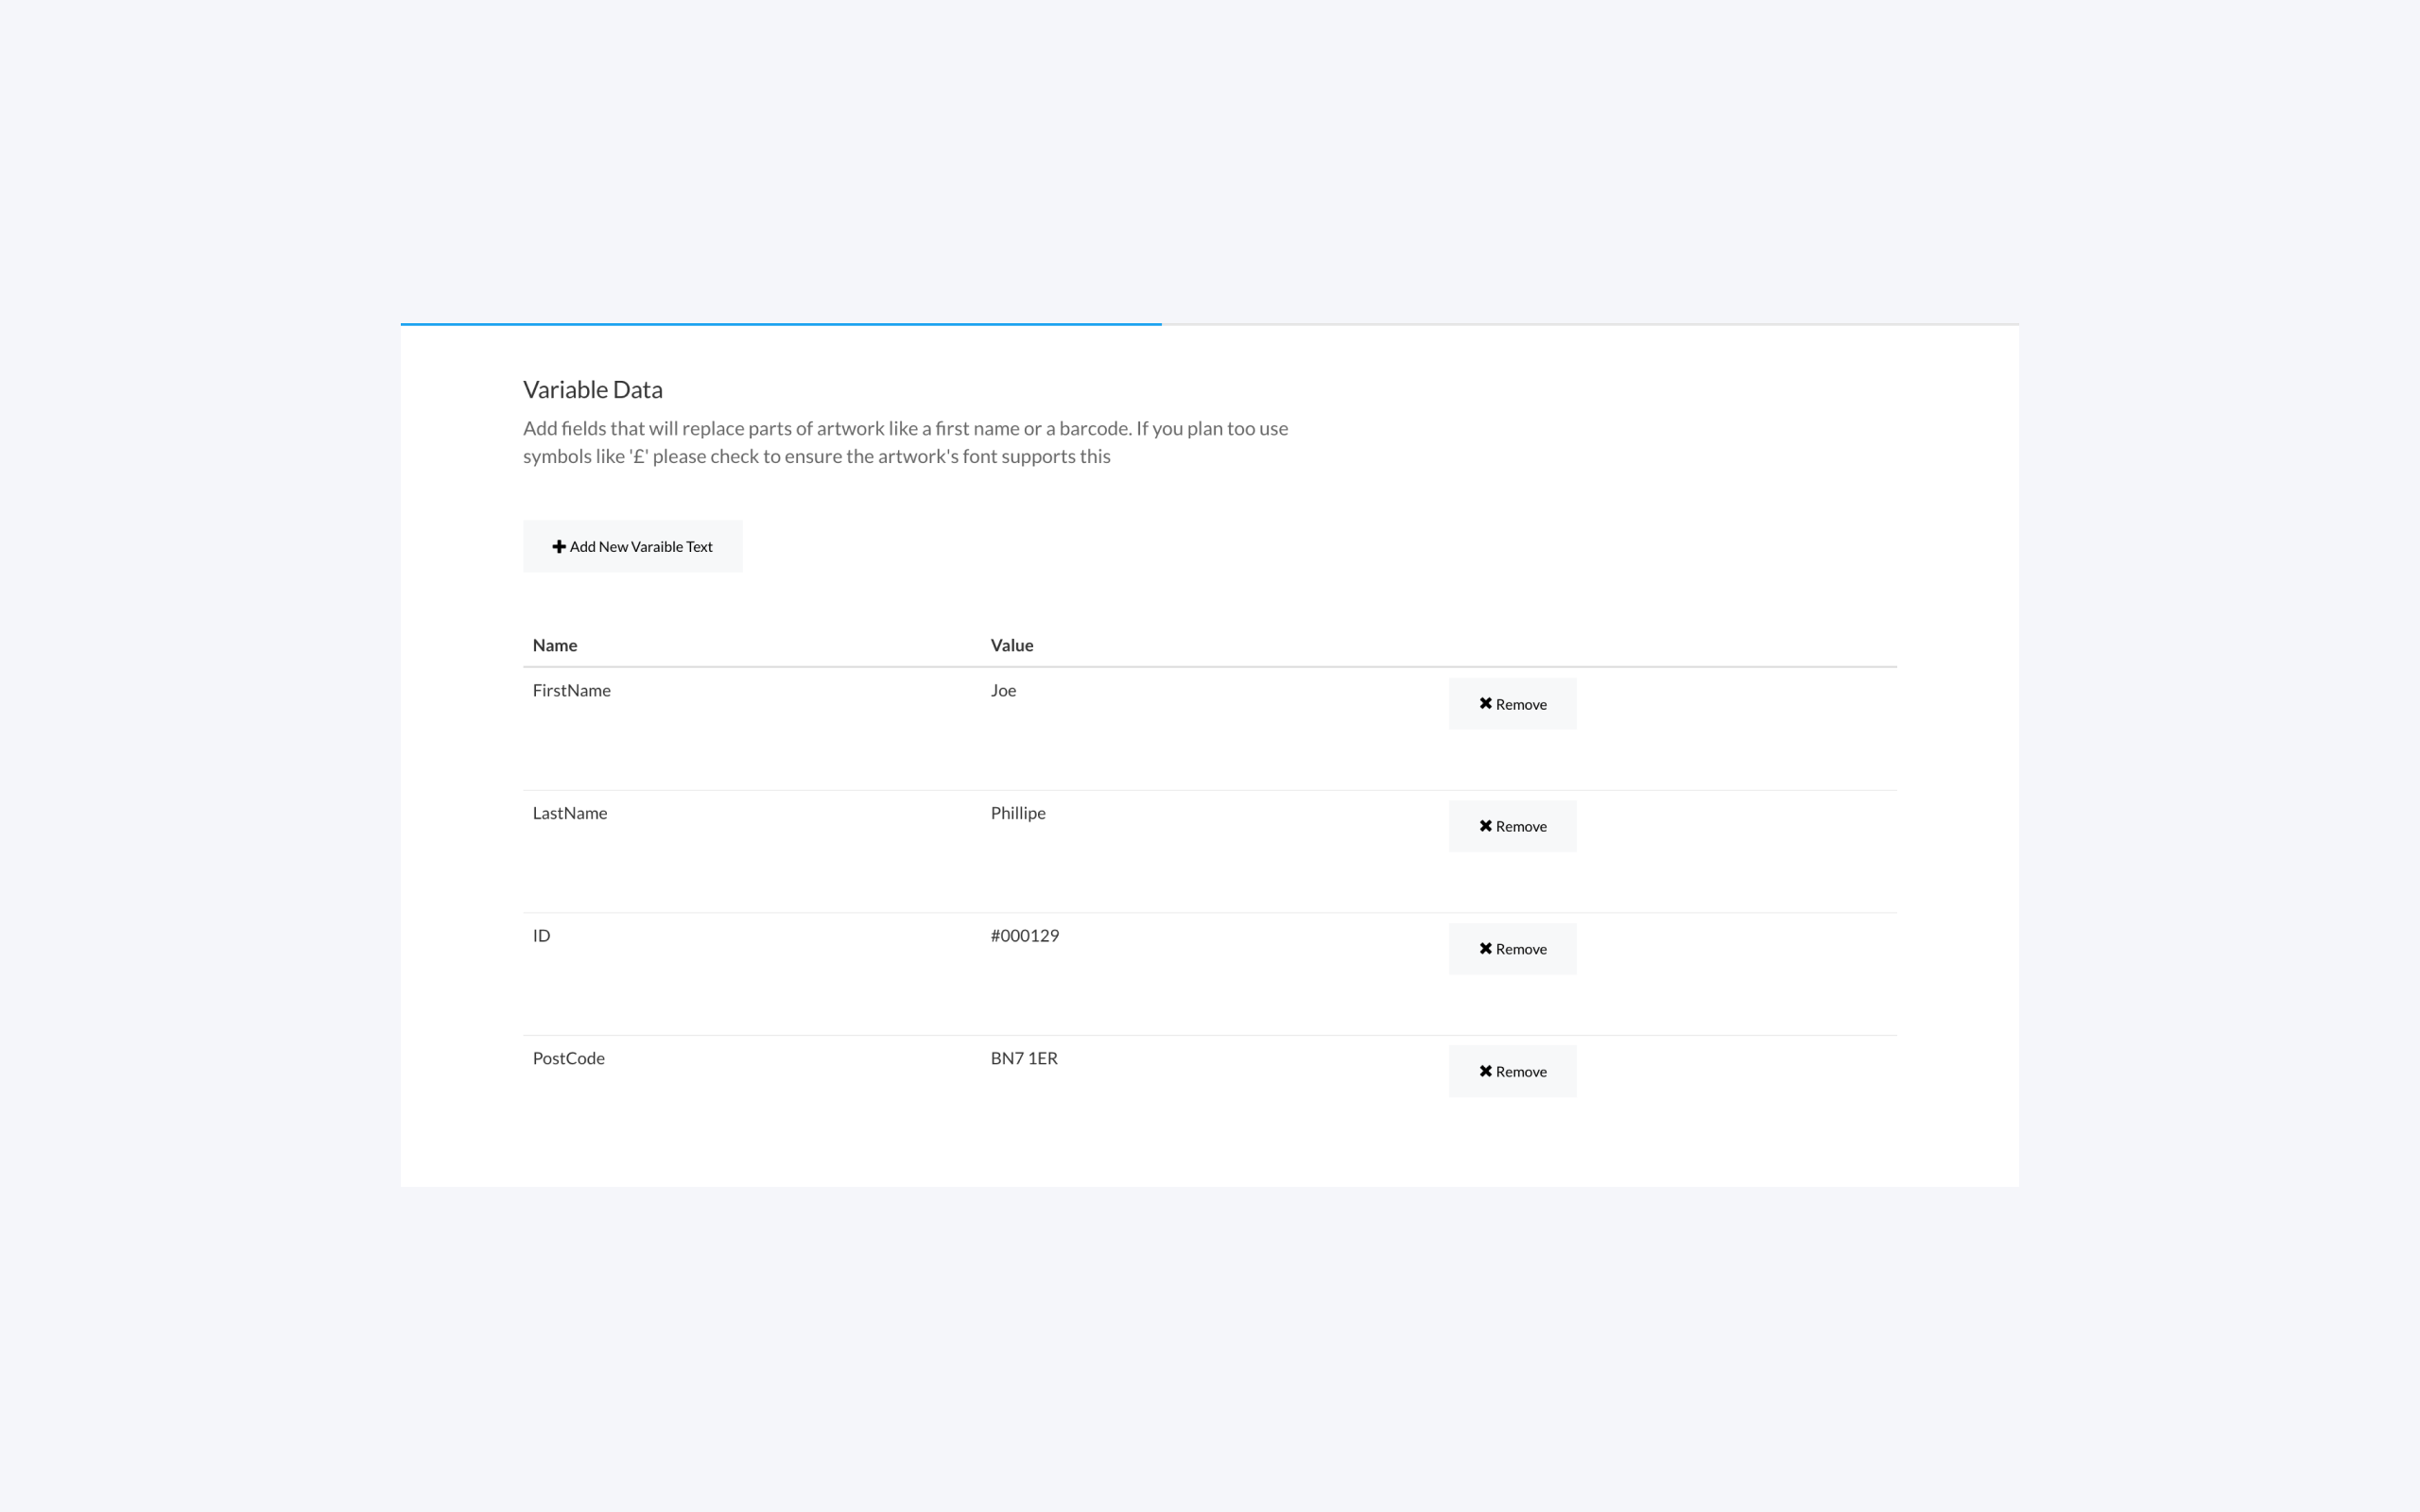 Variable Data
Add fields that will replace parts of artwork like a first name or a barcode. If you plan too use
symbols like '£' please check to ensure the artwork's font supports this
Add New Varaible Text
Name Value
FirstName Joe Remove
LastName Phillipe Remove
ID #000129 Remove
PostCode BN7 1ER Remove